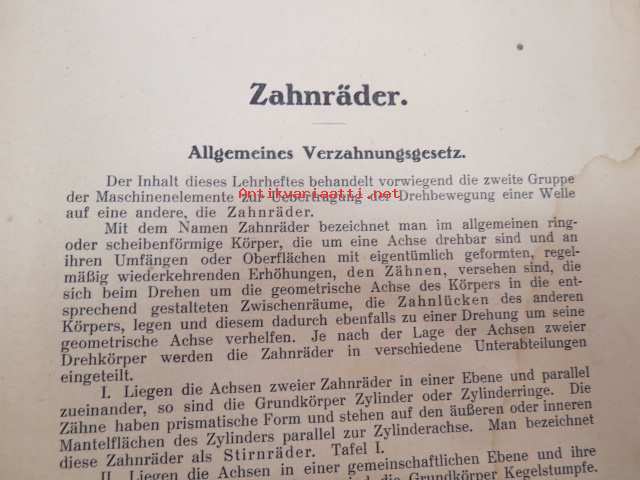 Zahnräder.
Allgemeines Verzahnungsgesetz.
Der Inhalt dieses Lehrheftes behandelt vorwiegend die zweite Gruppe
der Maschinenelemente zur Uebertragung der Drehbewegung einer Welle
auf eine andere, die Zahnräder.
Antikvariaatti.net
Mit dem Namen Zahnräder bezeichnet man im allgemeinen ring-
oder scheibenförmige Körper, die um eine Achse drehbar sind und an
ihren Umfängen oder Oberflächen mit eigentümlich geformten, regel-
mäßig wiederkehrenden Erhöhungen, den Zähnen, versehen sind, die
sich beim Drehen um die geometrische Achse des Körpers in die ent-
sprechend gestalteten Zwischenräume, die Zahnlücken des anderen
Körpers, legen und diesem dadurch ebenfalls zu einer Drehung um seine
geometrische Achse verhelfen. Je nach der Lage der Achsen zweier
Drehkörper werden die Zahnräder in verschiedene Unterabteilungen
eingeteilt.
I. Liegen die Achsen zweier Zahnräder in einer Ebene und parallel
zueinander, so sind die Grundkörper Zylinder oder Zylinderringe. Die
Zähne haben prismatische Form und stehen auf den äußeren oder inneren
Mantelflächen des Zylinders parallel zur Zylinderachse. Man bezeichnet
diese Zahnräder als Stirnräder. Tafel I.
II. Liegen die Achsen in einer gemeinschaftlichen Ebene und ihre
sind die Grundkörper Kegelstumpfe.